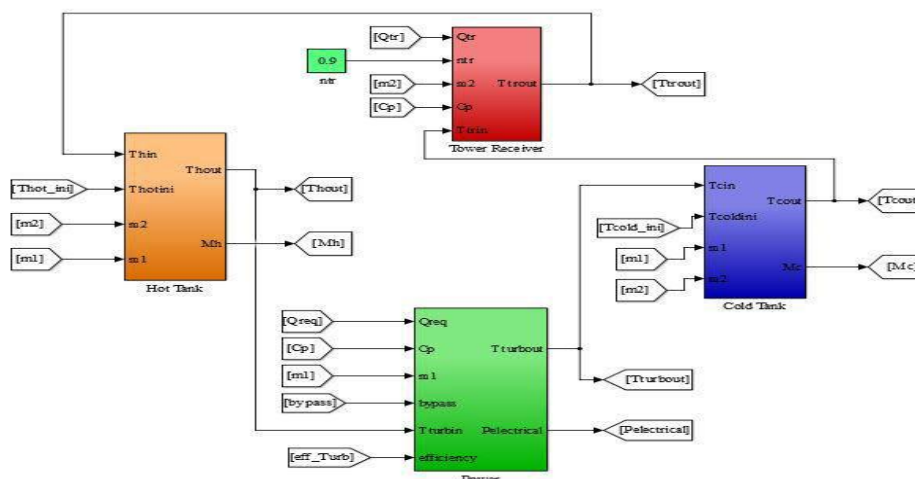 [Qtr]
Qtr
0.9
ntr
ntr
[m2]
m2
Ttrout
[Ttrout]
[Cp]
Cp
Ttrin
Tower Receiver
Thin
Thout
[Thot_ini]
Thotini
[Thout]
[m2]
m2
Mh
[Mh]
[m1]
m1
Hot Tank
Tcin
Tcout
[Tcout]
[Tcold_ini]
Tcoldini
[m1]
m1
Mc
[Mc]
[m2]
m2
Cold Tank
[Qreq]
Qreq
[Cp]
Cp
Tturbout
[m1]
m1
[Tturbout]
[bypass]
bypass
Tturbin
Pelectrical
[Pelectrical]
[eff_Turb]
efficiency